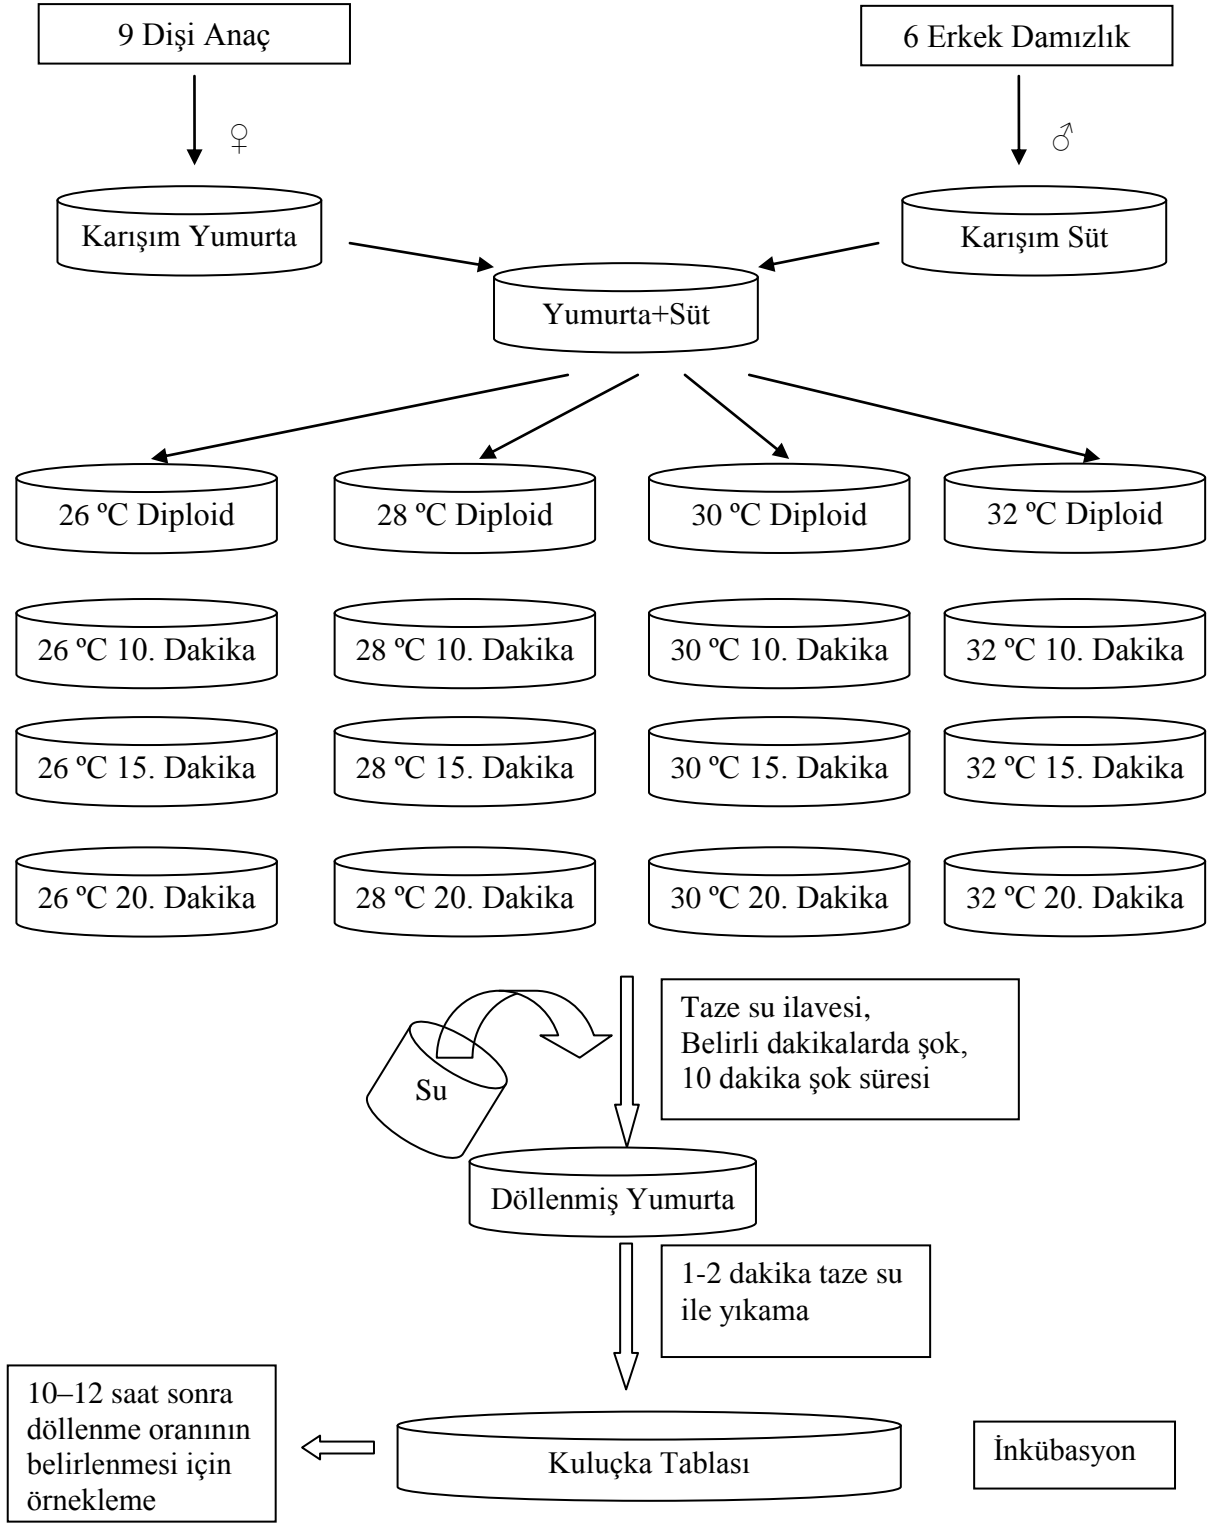 9 Dişi Anaç
6 Erkek Damızlık
♀
♂
Karışım Yumurta
Karışım Süt
Yumurta+Süt
26 ºC Diploid
28 ºC Diploid
30 ºC Diploid
32 ºC Diploid
26 ºC 10. Dakika
28 ºC 10. Dakika
30 ºC 10. Dakika
32 ºC 10. Dakika
26 ºC 15. Dakika
28 ºC 15. Dakika
30 ºC 15. Dakika
32 ºC 15. Dakika
26 ºC 20. Dakika
28 ºC 20. Dakika
30 ºC 20. Dakika
32 ºC 20. Dakika
Taze su ilavesi,
Belirli dakikalarda şok,
10 dakika şok süresi
Su
Döllenmiş Yumurta
1-2 dakika taze su
ile yıkama
10–12 saat sonra
döllenme oranının
belirlenmesi için
örnekleme
Kuluçka Tablası
İnkübasyon